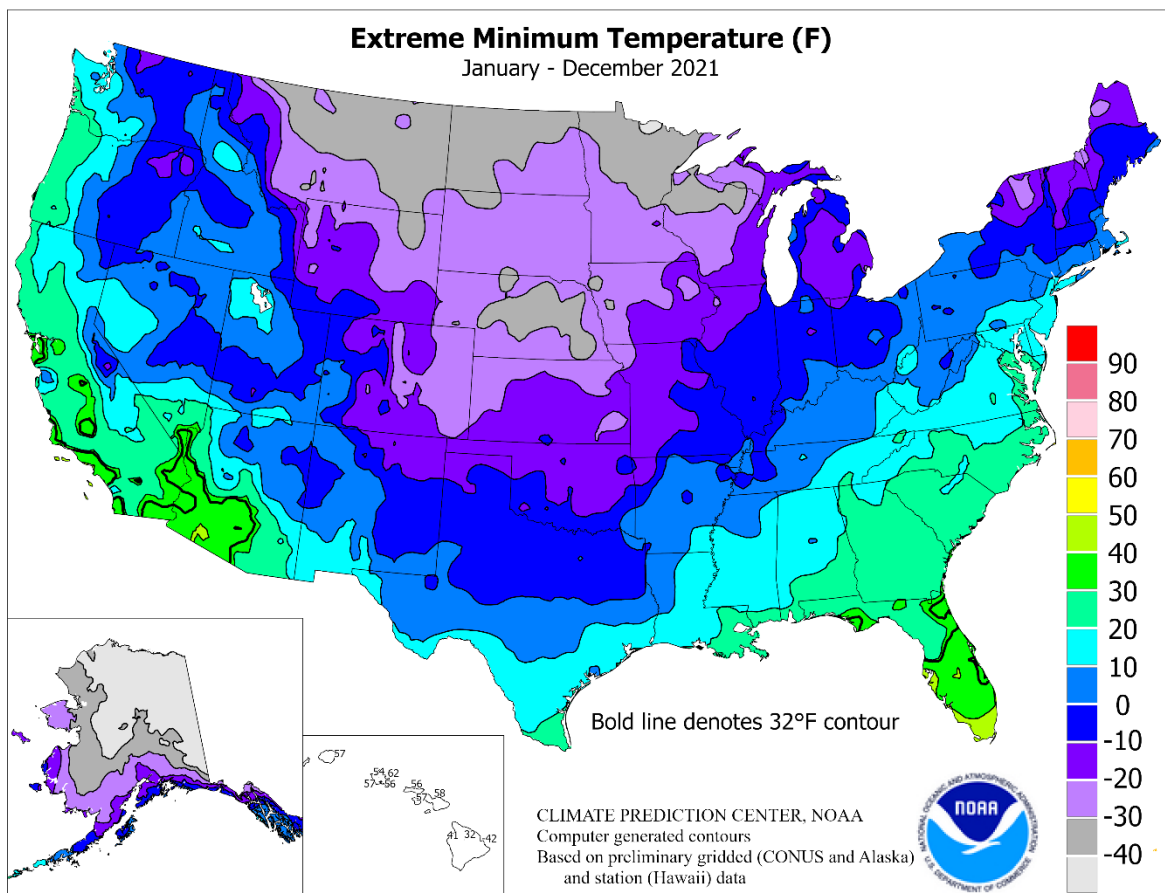 Extreme Minimum Temperature (F)
January - December 2021
90
80
70
60
50
40
30
20
10
0
-10
-20
-30
-40
Bold line denotes 32°F contour
57
54 62
57 56
56
57 58
41 32 42
CLIMATE PREDICTION CENTER, NOAA
Computer generated contours
Based on preliminary gridded (CONUS and Alaska)
and station (Hawaii) data
NATIONAL OCEANIC AND ATMOSPHERIC ADMINISTRATION
NOAA
U.S. DEPARTMENT OF COMMERCE